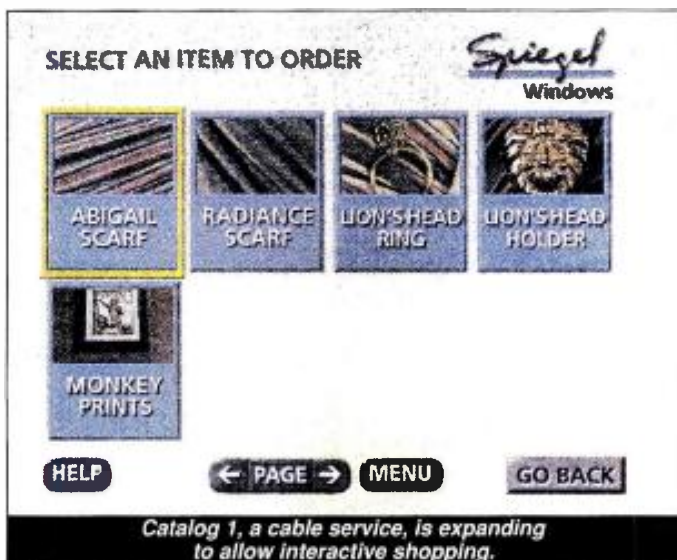 SELECT AN ITEM TO ORDER
Spiegel
Windows
ABIGAIL
SCARF
RADIANCE
SCARF
LION'S HEAD
RING
LION'S HEAD
HOLDER
MONKEY
PRINTS
HELP
← PAGE →
MENU
GO BACK
Catalog 1, a cable service, is expanding
to allow interactive shopping.